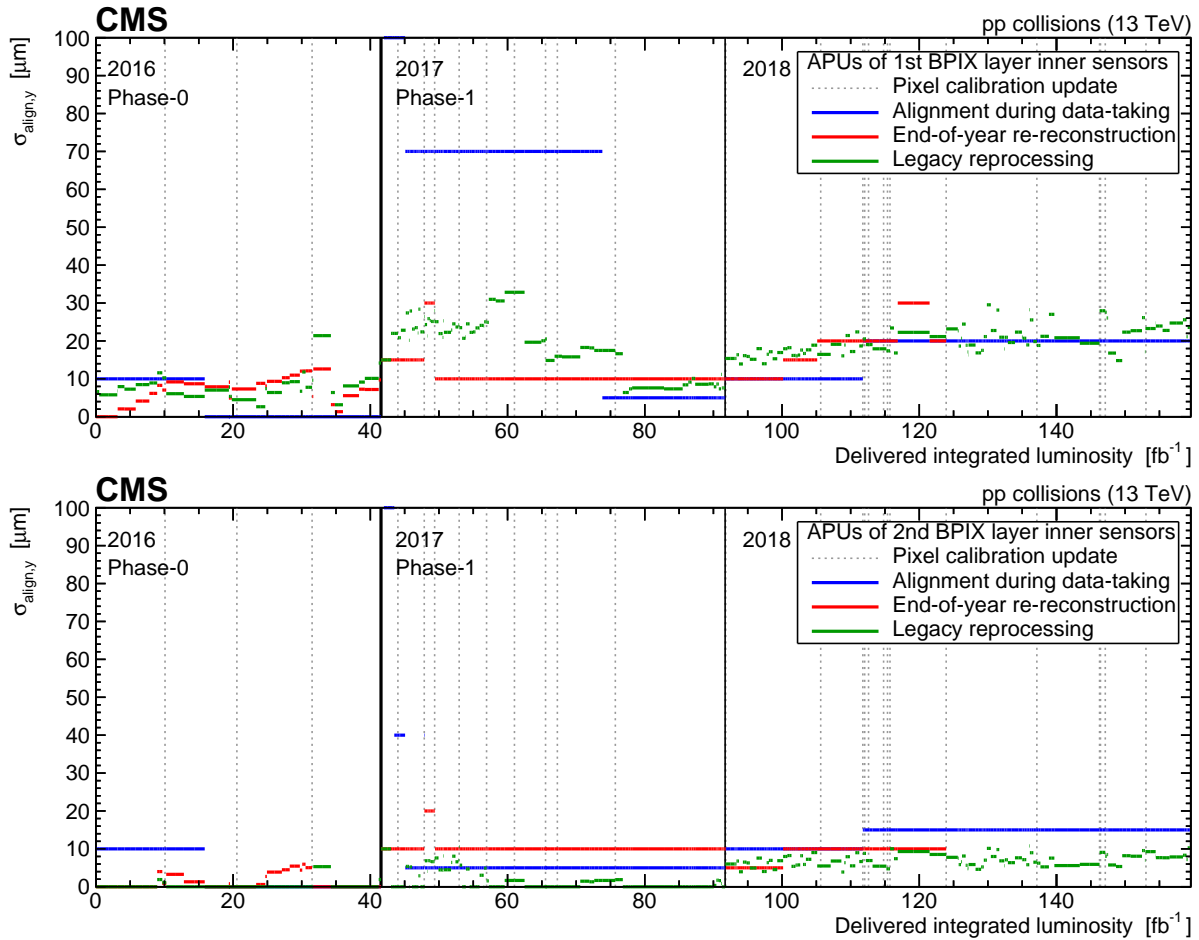 CMS
pp collisions (13 TeV)
σalign,y [μm]
100
90
80
70
60
50
40
30
20
10
0
2016
Phase-0
2017
Phase-1
2018
APUs of 1st BPIX layer inner sensors
Pixel calibration update
Alignment during data-taking
End-of-year re-reconstruction
Legacy reprocessing
0 20 40 60 80 100 120 140
Delivered integrated luminosity [fb⁻¹]
CMS
pp collisions (13 TeV)
σalign,y [μm]
100
90
80
70
60
50
40
30
20
10
0
2016
Phase-0
2017
Phase-1
2018
APUs of 2nd BPIX layer inner sensors
Pixel calibration update
Alignment during data-taking
End-of-year re-reconstruction
Legacy reprocessing
0 20 40 60 80 100 120 140
Delivered integrated luminosity [fb⁻¹]